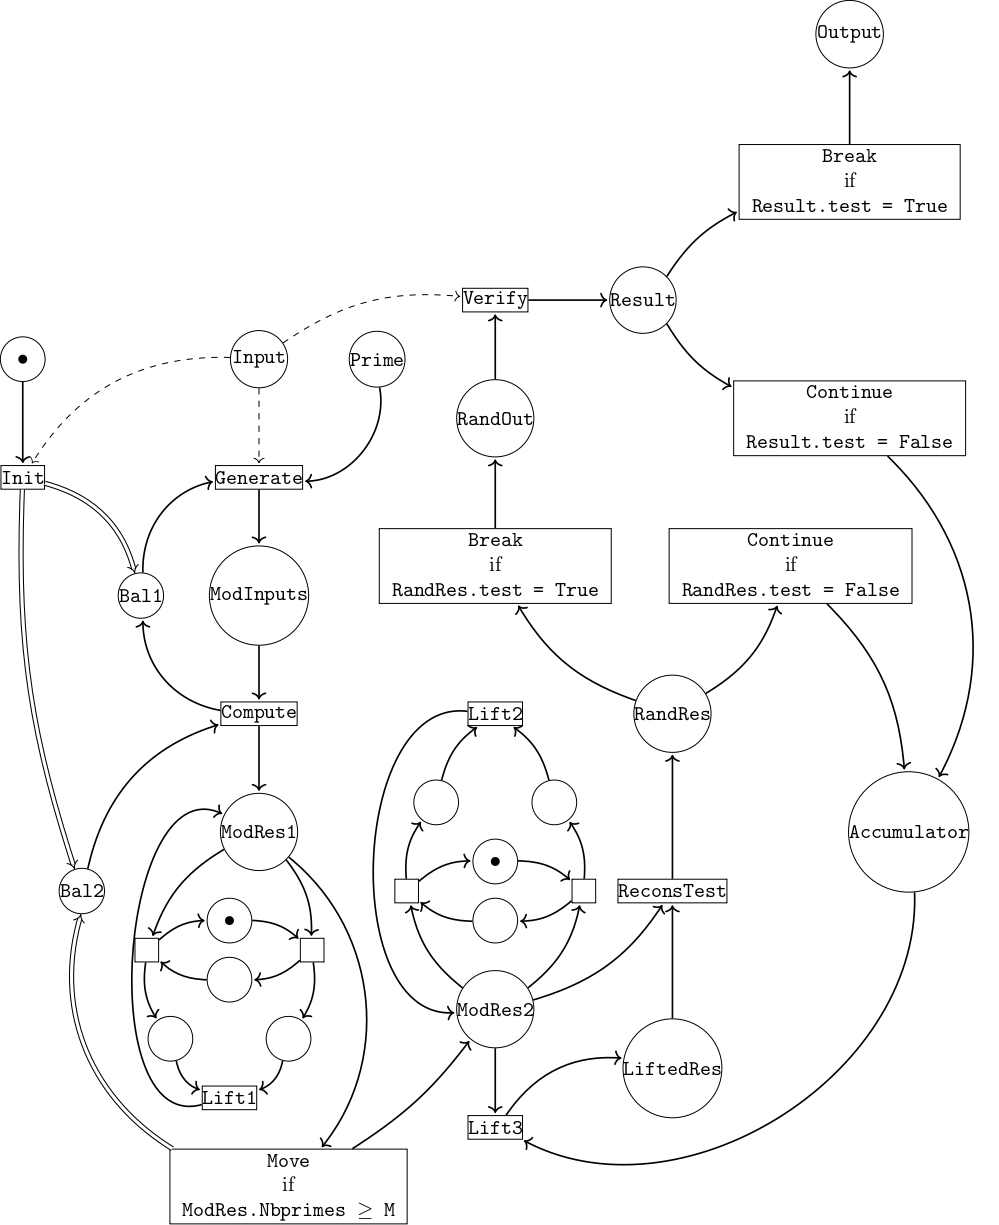 Output
Break
if
Result.test = True
Verify
Result
Input
Prime
Continue
if
Result.test = False
RandOut
Init
Generate
Break
if
RandRes.test = True
Continue
if
RandRes.test = False
Bal1
ModInputs
Compute
Lift2
RandRes
ModRes1
Accumulator
Bal2
ReconsTest
ModRes2
LiftedRes
Lift1
Lift3
Move
if
ModRes.Nbprimes ≥ M